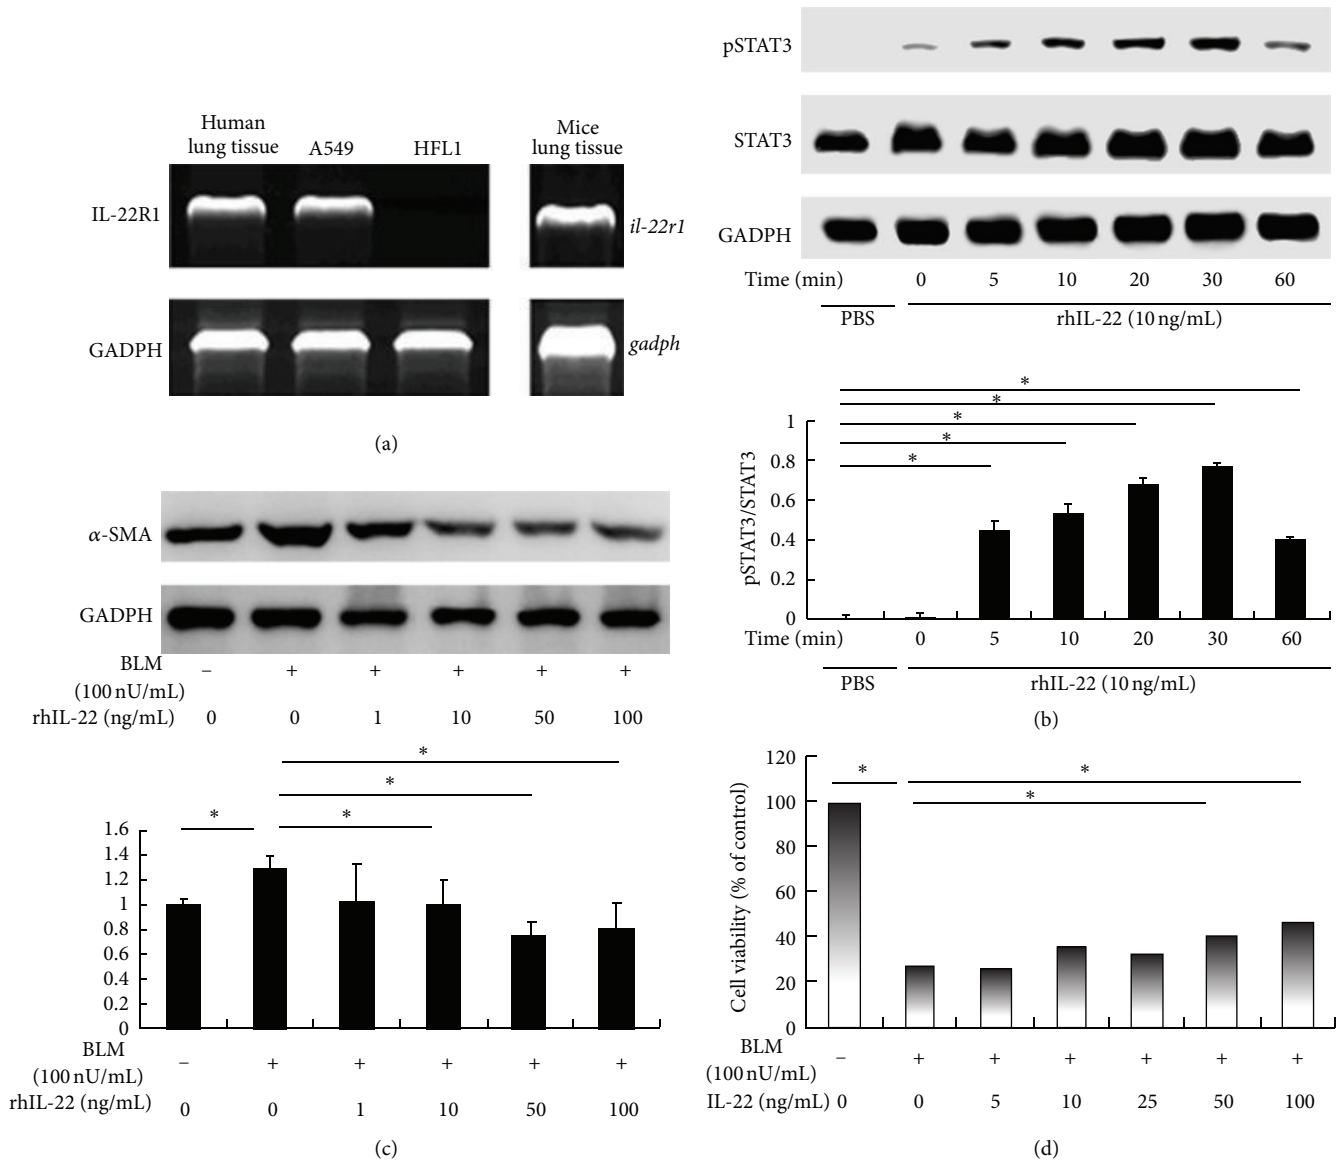 Human
lung tissue
A549
HFL1
Mice
lung tissue
IL-22R1
il-22r1
GADPH
gadph
(a)
pSTAT3
STAT3
GADPH
Time (min) 0 5 10 20 30 60
PBS
rhIL-22 (10 ng/mL)
* * * * *
pSTAT3/STAT3
1
0.8
0.6
0.4
0.2
0
Time (min) 0 5 10 20 30 60
PBS
rhIL-22 (10 ng/mL)
(b)
α-SMA
GADPH
BLM
(100 nU/mL)
− + + + + +
rhIL-22 (ng/mL) 0 0 1 10 50 100
* * * *
1.6
1.4
1.2
1
0.8
0.6
0.4
0.2
0
BLM
(100 nU/mL)
− + + + + +
rhIL-22 (ng/mL) 0 0 1 10 50 100
(c)
* * *
Cell viability (% of control)
120
100
80
60
40
20
0
BLM
(100 nU/mL)
− + + + + + +
IL-22 (ng/mL) 0 0 5 10 25 50 100
(d)